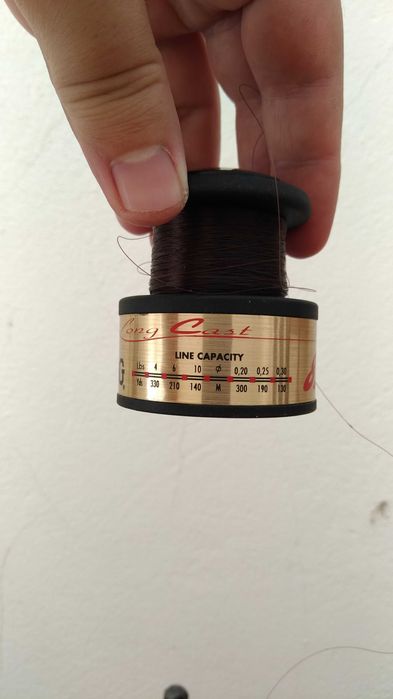 Long Cast
LINE CAPACITY
Lbs 4 6 10 Ø 0,20 0,25 0,30
Yds 330 210 140 M 300 190 130
G